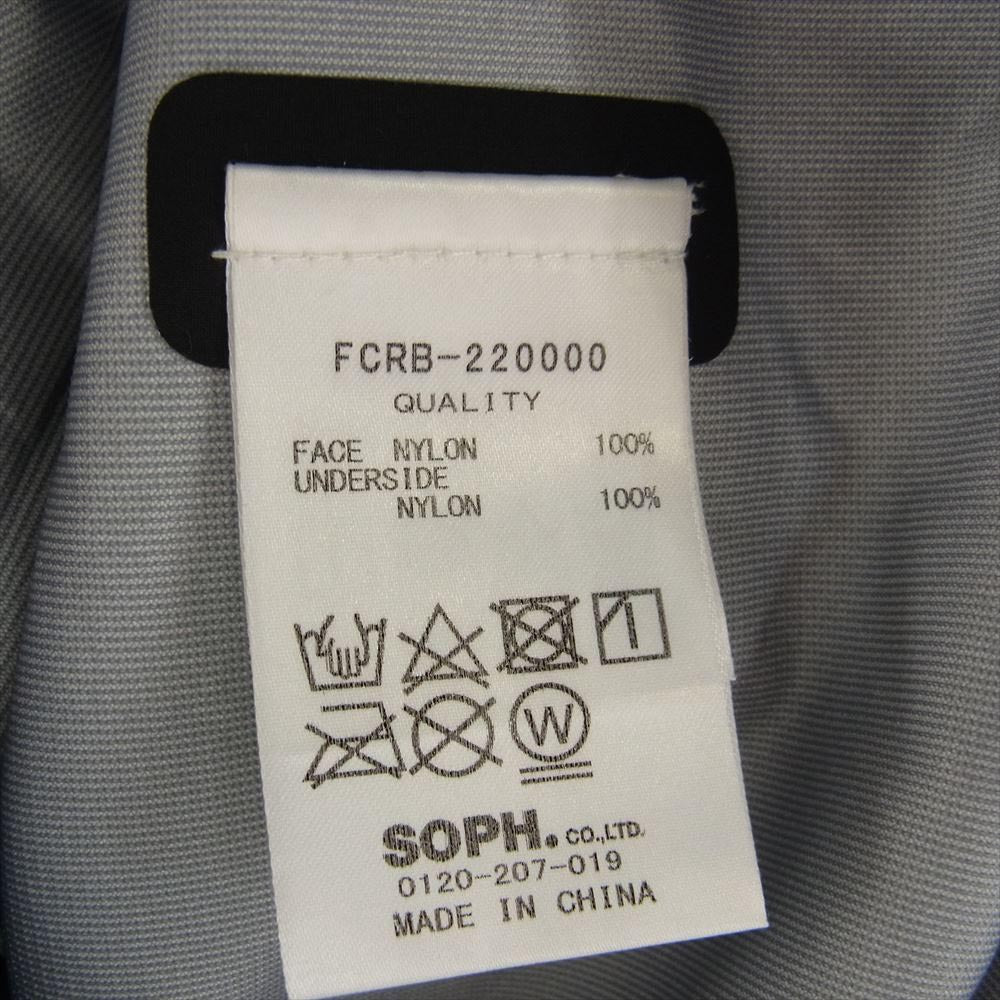 FCRB-220000
QUALITY
FACE NYLON 100%
UNDERSIDE
NYLON 100%
W
SOPH. CO.,LTD.
0120-207-019
MADE IN CHINA